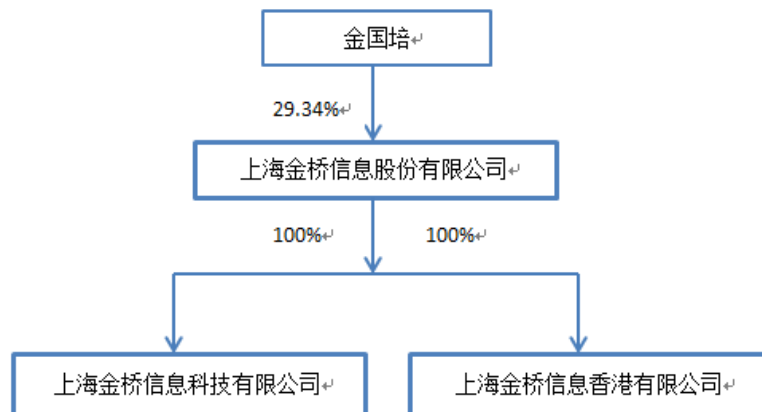 金国培
29.34%
上海金桥信息股份有限公司
100% 100%
上海金桥信息科技有限公司
上海金桥信息香港有限公司